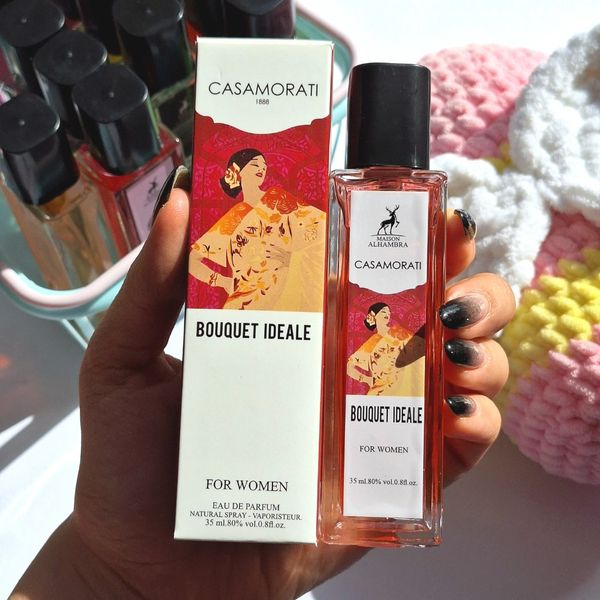 CASAMORATI
1888
BOUQUET IDEALE
FOR WOMEN
EAU DE PARFUM
NATURAL SPRAY - VAPORISTEUR
35 ml.80% vol.0.8fl.oz.
MAISON
ALHAMBRA
CASAMORATI
BOUQUET IDEALE
FOR WOMEN
35 ml.80% vol.0.8fl.oz.